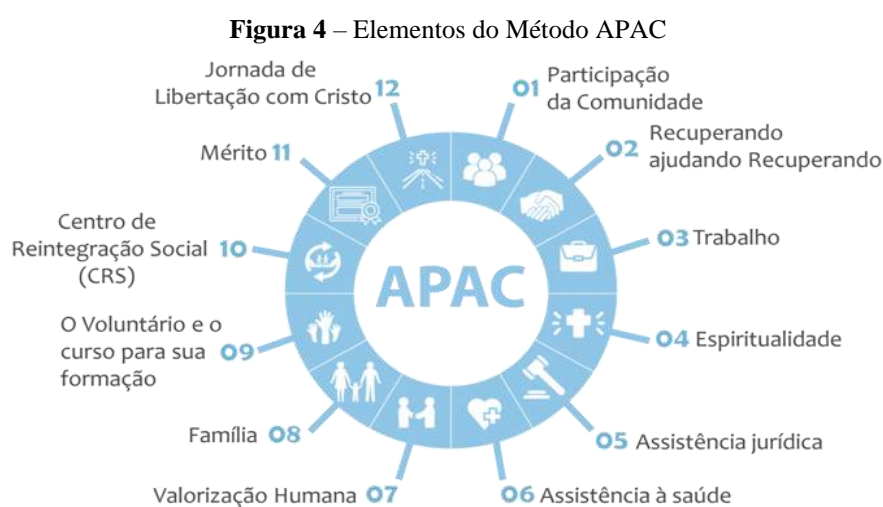 Figura 4 – Elementos do Método APAC
01 Participação
da Comunidade
02 Recuperando
ajudando Recuperando
03 Trabalho
04 Espiritualidade
05 Assistência jurídica
06 Assistência à saúde
Valorização Humana 07
Família 08
O Voluntário e o
curso para sua 09
formação
Centro de
Reintegração Social 10
(CRS)
Mérito 11
Jornada de
Libertação com Cristo 12
APAC